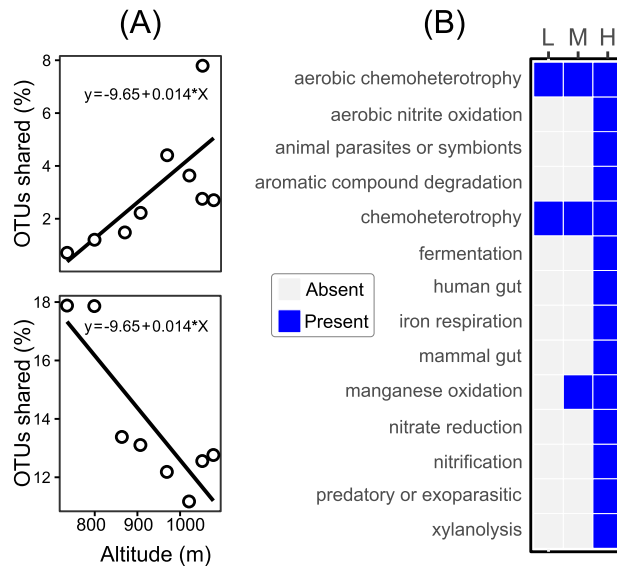 (A)
8
6
4
2
OTUs shared (%)
y=-9.65+0.014*X
18
16
14
12
OTUs shared (%)
y=-9.65+0.014*X
800 900 1000
Altitude (m)
(B)
L M H
aerobic chemoheterotrophy
aerobic nitrite oxidation
animal parasites or symbionts
aromatic compound degradation
chemoheterotrophy
fermentation
human gut
iron respiration
mammal gut
manganese oxidation
nitrate reduction
nitrification
predatory or exoparasitic
xylanolysis
Absent
Present